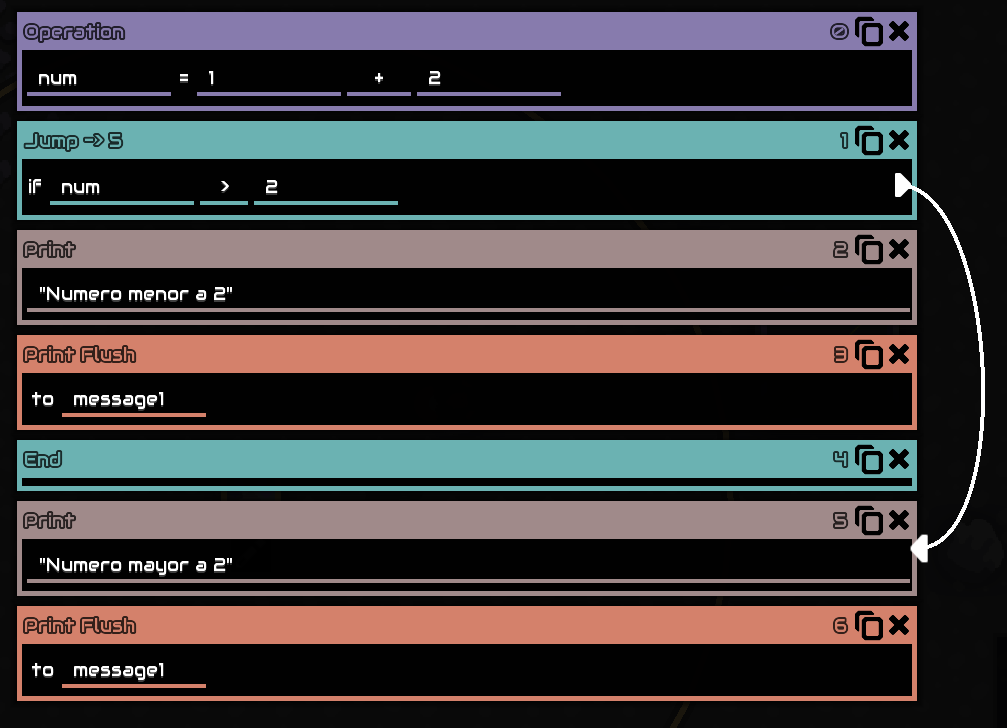 Operation 0
num = 1 + 2
Jump -> 5 1
if num > 2
Print 2
"Numero menor a 2"
Print Flush 3
to message1
End 4
Print 5
"Numero mayor a 2"
Print Flush 6
to message1